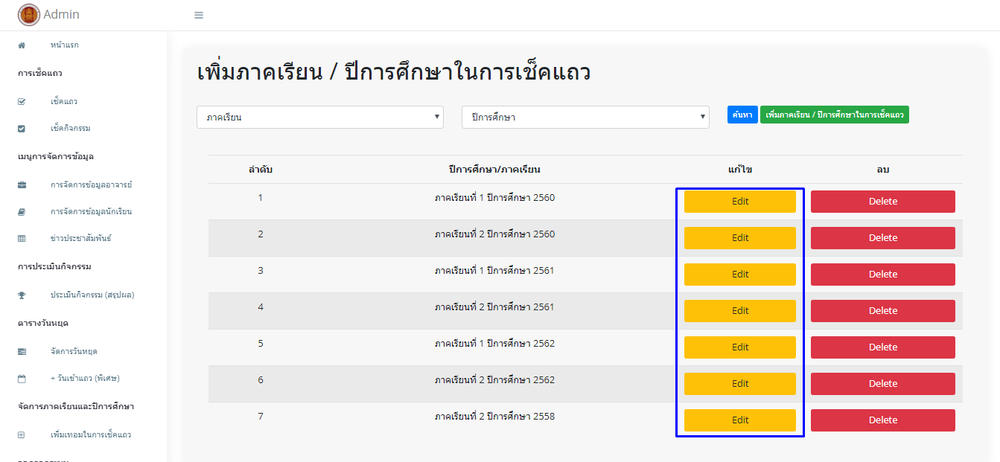 Admin
หน้าแรก
การเช็คแถว
เช็คแถว
เช็คกิจกรรม
เมนูการจัดการข้อมูล
การจัดการข้อมูลอาจารย์
การจัดการข้อมูลนักเรียน
ข่าวประชาสัมพันธ์
การประเมินกิจกรรม
ประเมินกิจกรรม (สรุปผล)
ตารางวันหยุด
จัดการวันหยุด
+ วันเข้าแถว (พิเศษ)
จัดการภาคเรียนและปีการศึกษา
เพิ่มเทอมในการเช็คแถว
เพิ่มภาคเรียน / ปีการศึกษาในการเช็คแถว
ภาคเรียน ปีการศึกษา ค้นหา เพิ่มภาคเรียน / ปีการศึกษาในการเช็คแถว
ลำดับ ปีการศึกษา/ภาคเรียน แก้ไข ลบ
1 ภาคเรียนที่ 1 ปีการศึกษา 2560 Edit Delete
2 ภาคเรียนที่ 2 ปีการศึกษา 2560 Edit Delete
3 ภาคเรียนที่ 1 ปีการศึกษา 2561 Edit Delete
4 ภาคเรียนที่ 2 ปีการศึกษา 2561 Edit Delete
5 ภาคเรียนที่ 1 ปีการศึกษา 2562 Edit Delete
6 ภาคเรียนที่ 2 ปีการศึกษา 2562 Edit Delete
7 ภาคเรียนที่ 2 ปีการศึกษา 2558 Edit Delete